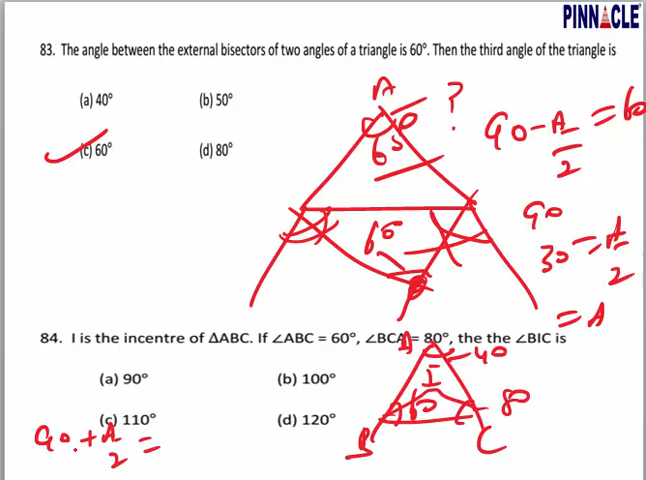 PINNACLE
83. The angle between the external bisectors of two angles of a triangle is 60°. Then the third angle of the triangle is
(a) 40° (b) 50°
(c) 60° (d) 80°
A
?
60
60
90 - A/2 = 60
90
30 = A/2
= A
84. I is the incentre of ΔABC. If ∠ABC = 60°, ∠BCA = 80°, the the ∠BIC is
(a) 90° (b) 100°
(c) 110° (d) 120°
90 + A/2 =
A
40
I
60
80
B
C